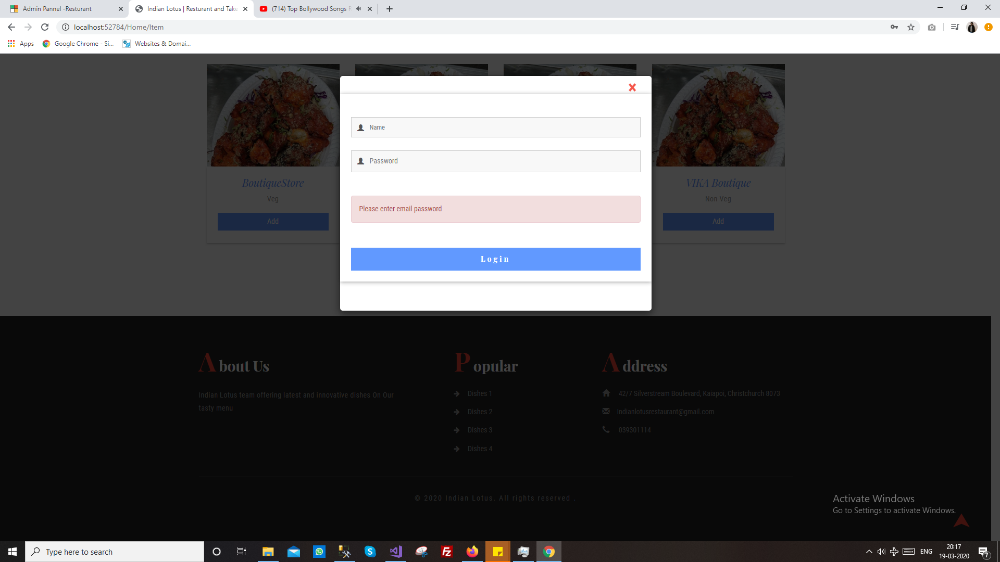 Admin Pannel -Resturant
Indian Lotus | Resturant and Take
(714) Top Bollywood Songs R
localhost:52784/Home/Item
Apps
Google Chrome - Si...
Websites & Domai...
Name
Password
Please enter email password
Login
BoutiqueStore
Veg
Add
VIKA Boutique
Non Veg
Add
About Us
Indian Lotus team offering latest and innovative dishes On Our
tasty menu
Popular
Dishes 1
Dishes 2
Dishes 3
Dishes 4
Address
42/7 Silverstream Boulevard, Kaiapoi, Christchurch 8073
Indianlotusrestaurant@gmail.com
039301114
© 2020 Indian Lotus. All rights reserved .
Activate Windows
Go to Settings to activate Windows.
Type here to search
ENG
20:17
19-03-2020
7